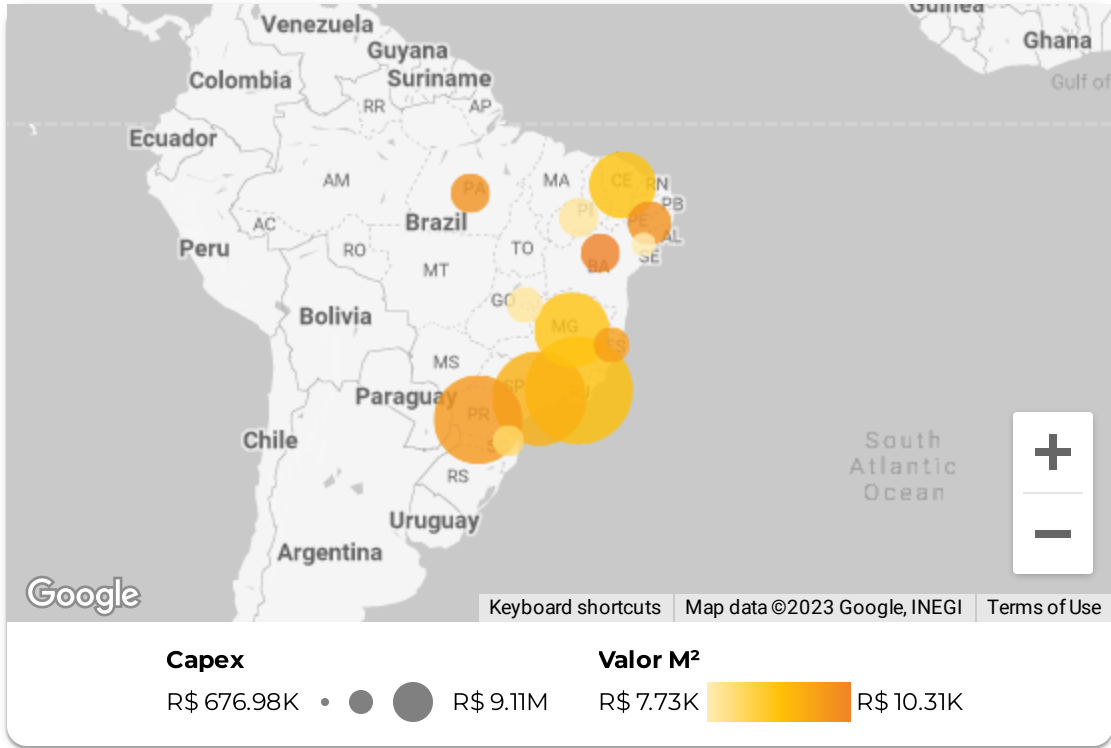 Guinea
Venezuela
Ghana
Guyana
Colombia
Suriname
Gulf of
RR
AP
Ecuador
AM
PA
MA
CE
RN
PI
PB
AC
Brazil
PE
AL
Peru
RO
TO
SE
MT
BA
GO
Bolivia
MG
ES
MS
SP
RJ
Paraguay
PR
Chile
South
Atlantic
Ocean
RS
Uruguay
Argentina
+
−
Google
Keyboard shortcuts
Map data ©2023 Google, INEGI
Terms of Use
Capex
Valor M²
R$ 676.98K
R$ 9.11M
R$ 7.73K
R$ 10.31K